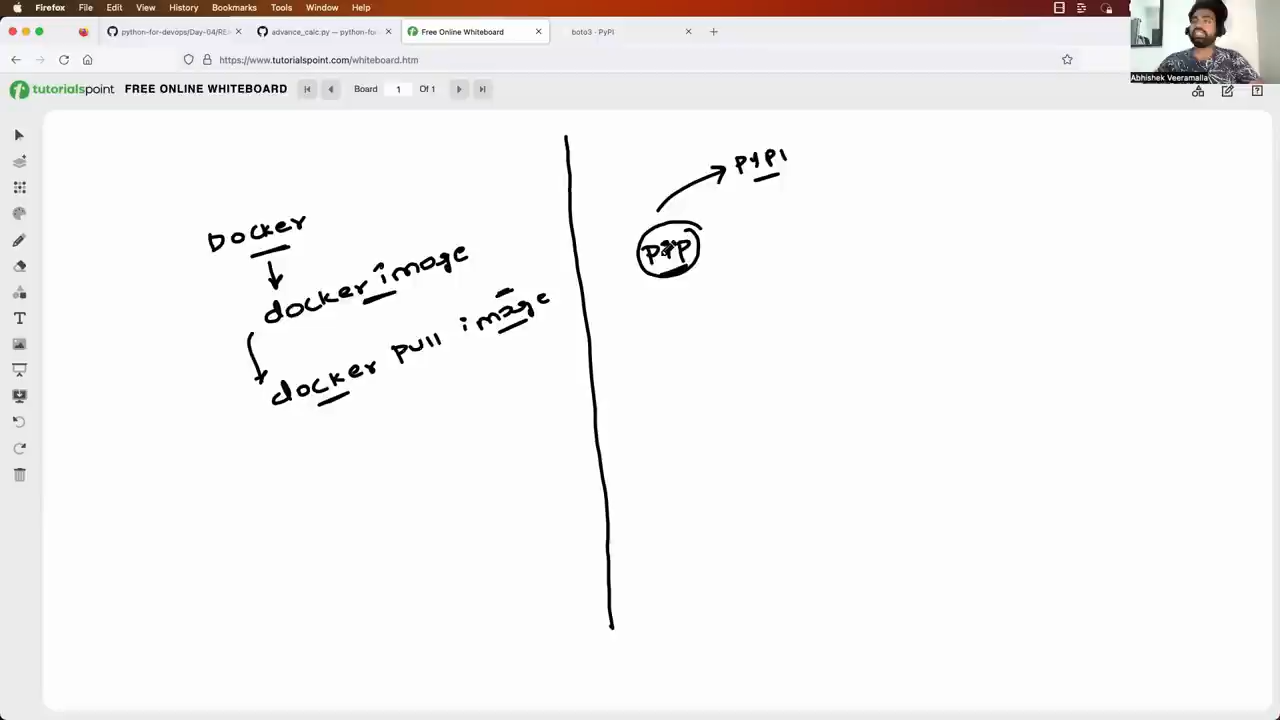 Firefox File Edit View History Bookmarks Tools Window Help
python-for-devops/Day-04/RE
advance_calc.py — python-for-
Free Online Whiteboard
boto3 · PyPI
https://www.tutorialspoint.com/whiteboard.htm
Abhishek Veeramalla
tutorialspoint FREE ONLINE WHITEBOARD Board 1 Of 1
Docker
docker image
docker pull image
PYPI
PIP